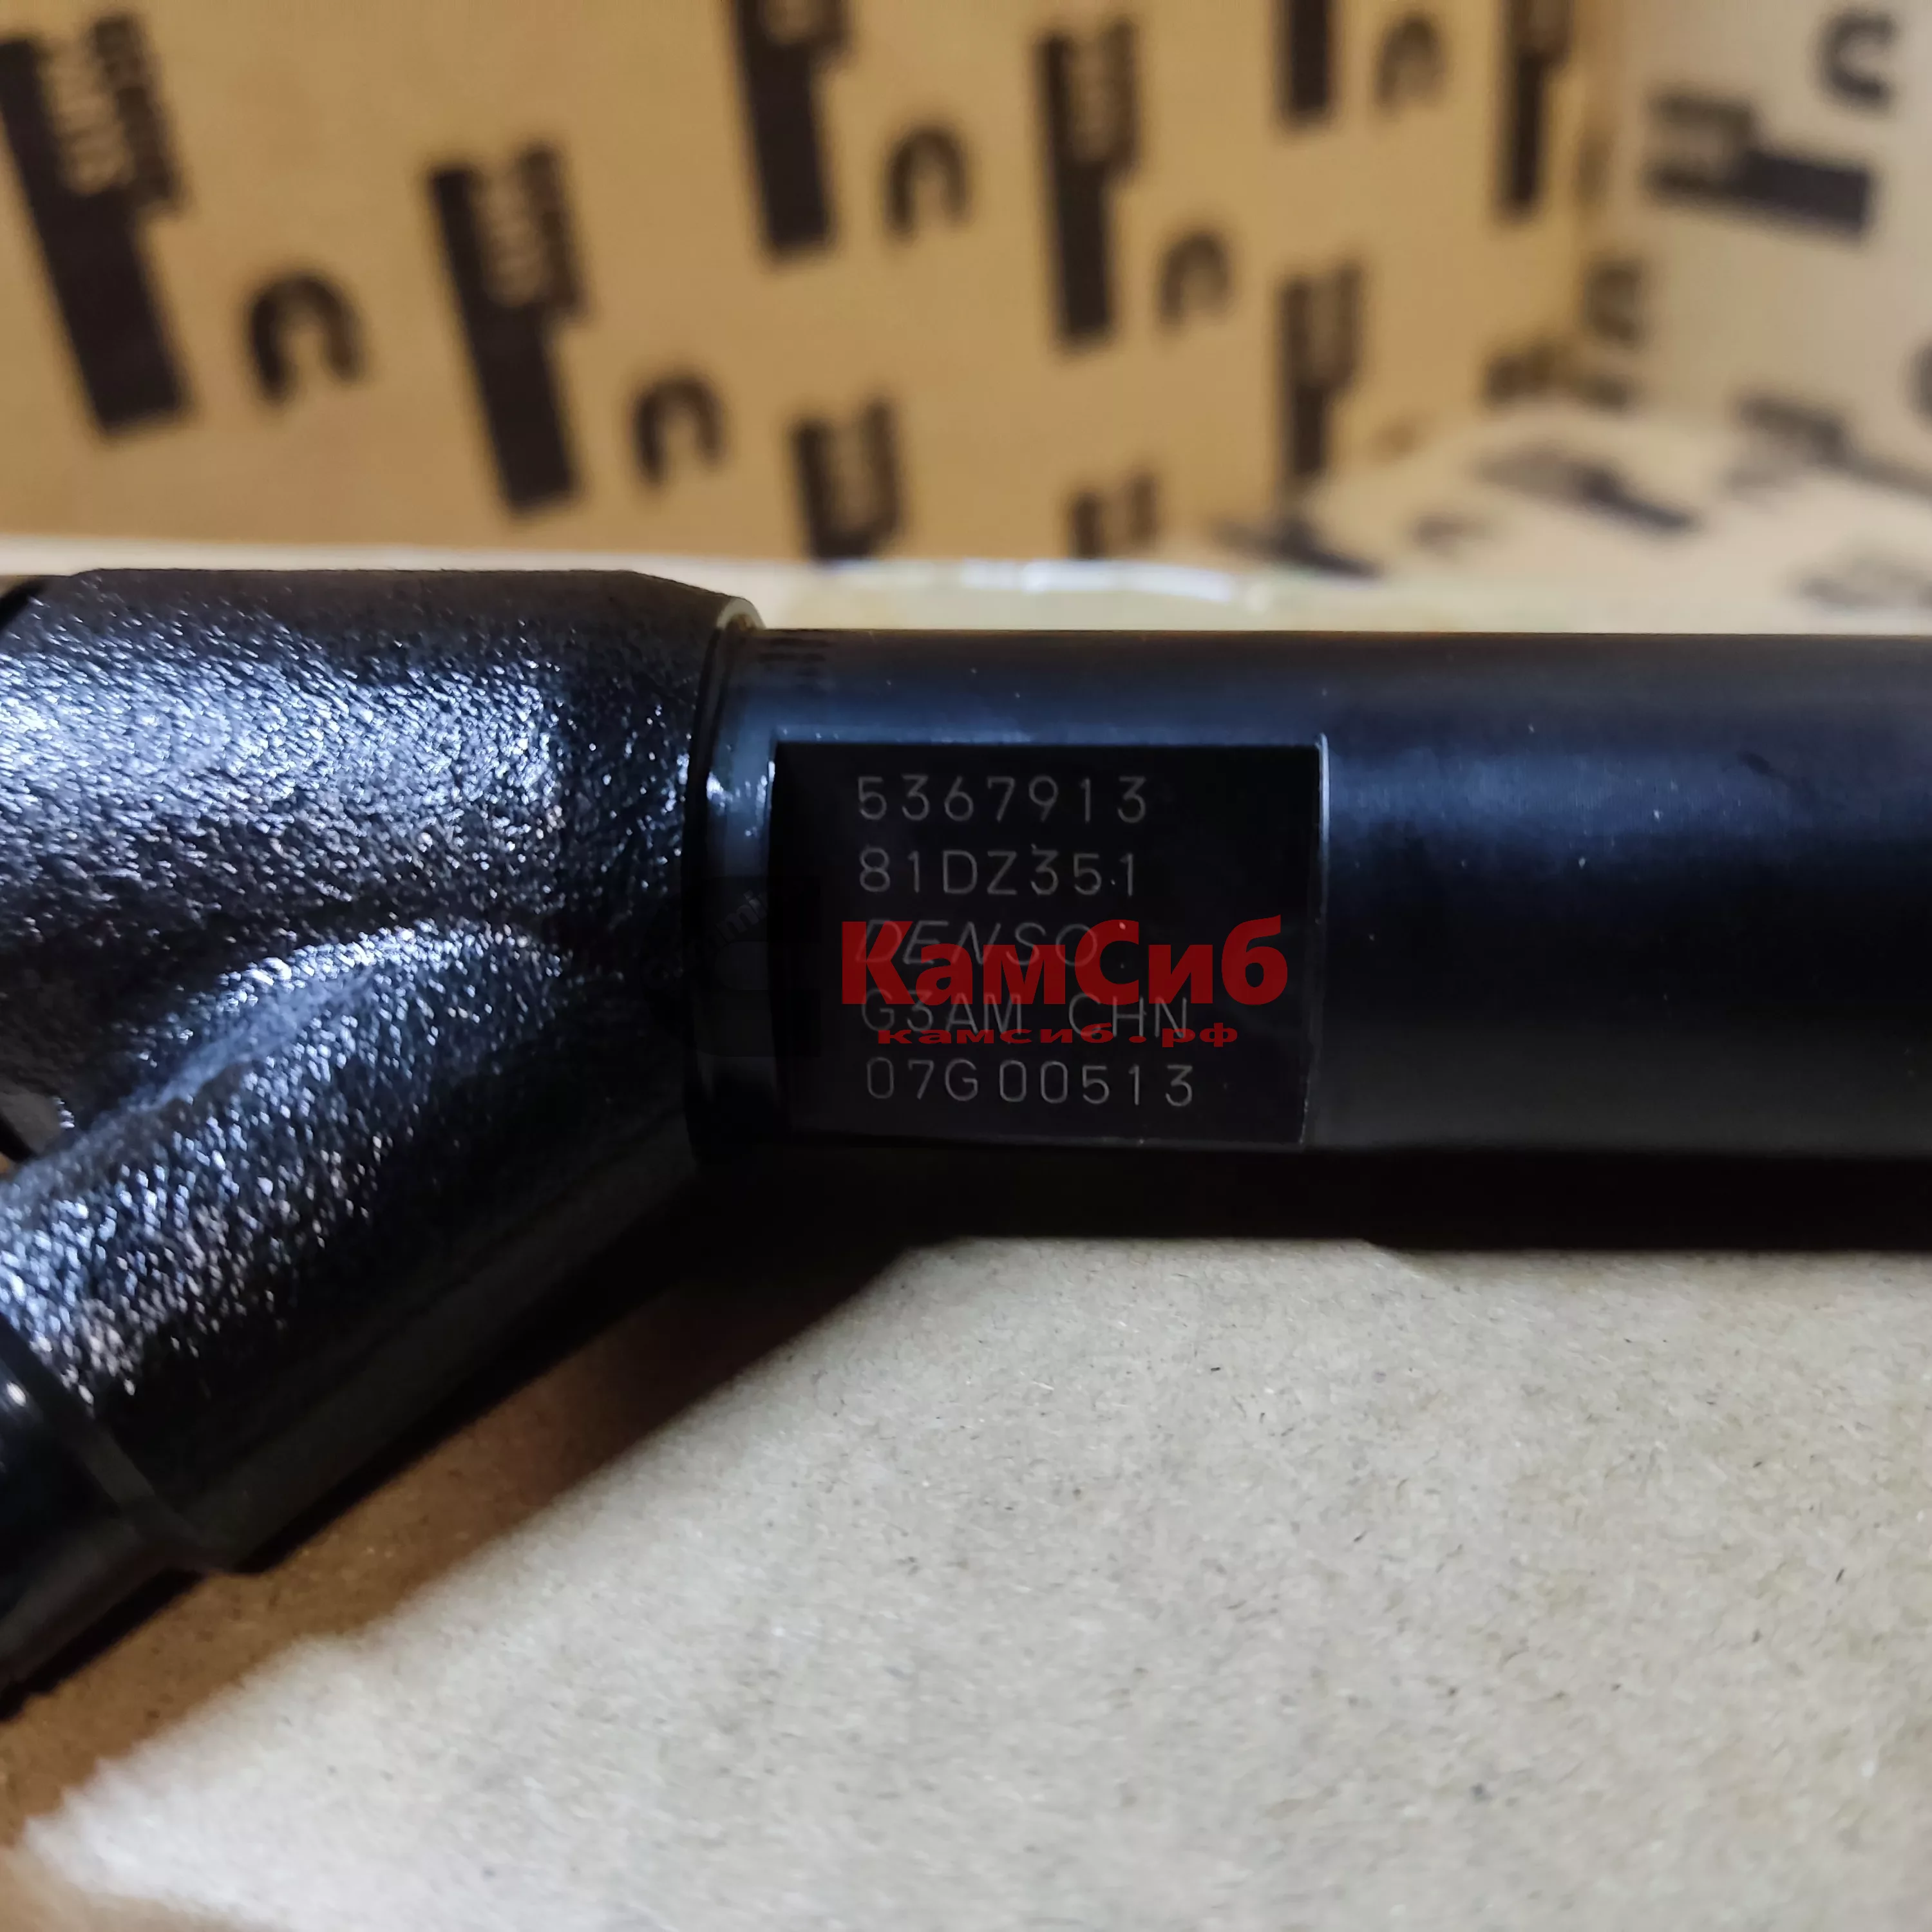 5367913
81DZ351
DENSO
КамСиб
G3AM CHN
камсиб.рф
07G00513